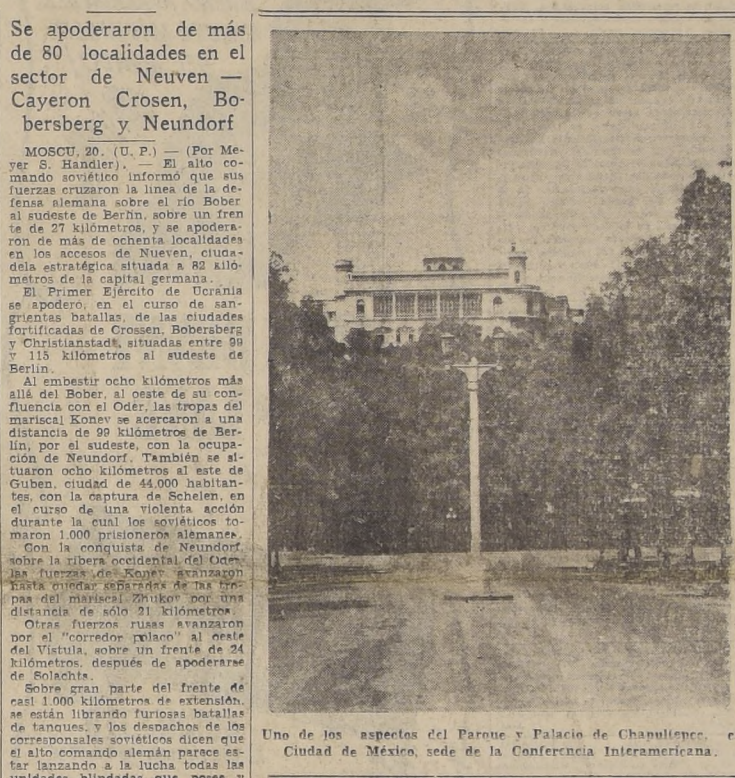 Se apoderaron de más
de 80 localidades en el
sector de Neuven —
Cayeron Crosen, Bo-
bersberg y Neundorf
MOSCU, 20. (U. P.) — (Por Me-
yer S. Handler). — El alto co-
mando soviético informó que sus
fuerzas cruzaron la línea de la de-
fensa alemana sobre el río Bober
al sudeste de Berlín, sobre un fren
te de 27 kilómetros, y se apodera-
ron de más de ochenta localidades
en los accesos de Nueven, ciuda-
dela estratégica situada a 82 kiló-
metros de la capital germana.
El Primer Ejército de Ucrania
se apoderó, en el curso de san-
grientas batallas, de las ciudades
fortificadas de Crossen, Bobersberg
y Christianstadt, situadas entre 99
y 115 kilómetros al sudeste de
Berlín.
Al embestir ocho kilómetros más
allá del Bober, al oeste de su con-
fluencia con el Oder, las tropas del
mariscal Konev se acercaron a una
distancia de 99 kilómetros de Ber-
lín, por el sudeste, con la ocupa-
ción de Neundorf. También se si-
tuaron ocho kilómetros al este de
Guben, ciudad de 44.000 habitan-
tes, con la captura de Schelen, en
el curso de una violenta acción
durante la cual los soviéticos to-
maron 1.000 prisioneros alemanes.
Con la conquista de Neundorf
sobre la ribera occidental del Oder
las fuerzas de Konev avanzaron
hasta quedar separadas de las tro-
pas del mariscal Zhukov por una
distancia de sólo 21 kilómetros.
Otras fuerzos rusas avanzaron
por el "corredor polaco" al oeste
del Vístula, sobre un frente de 24
kilómetros, después de apoderarse
de Solachts.
Sobre gran parte del frente de
casi 1.000 kilómetros de extensión,
se están librando furiosas batallas
de tanques, y los despachos de los
corresponsales soviéticos dicen que
el alto comando alemán parece es-
tar lanzando a la lucha todas las
unidades blindadas que posee y
Uno de los aspectos del Parque y Palacio de Chapultepec, e
Ciudad de México, sede de la Conferencia Interamericana.